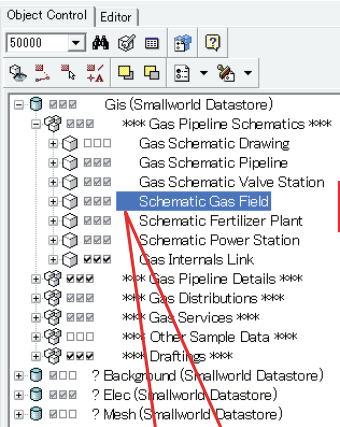 Object Control Editor
50000
Gis (Smallworld Datastore)
*** Gas Pipeline Schematics ***
Gas Schematic Drawing
Gas Schematic Pipeline
Gas Schematic Valve Station
Schematic Gas Field
Schematic Fertilizer Plant
Schematic Power Station
Gas Internals Link
*** Gas Pipeline Details ***
*** Gas Distributions ***
*** Gas Services ***
*** Other Sample Data ***
*** Draftings ***
? Background (Smallworld Datastore)
? Elec (Smallworld Datastore)
? Mesh (Smallworld Datastore)